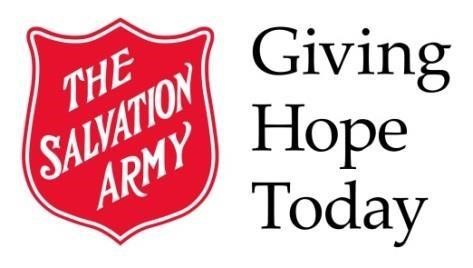 THE
SALVATION
ARMY
Giving
Hope
Today